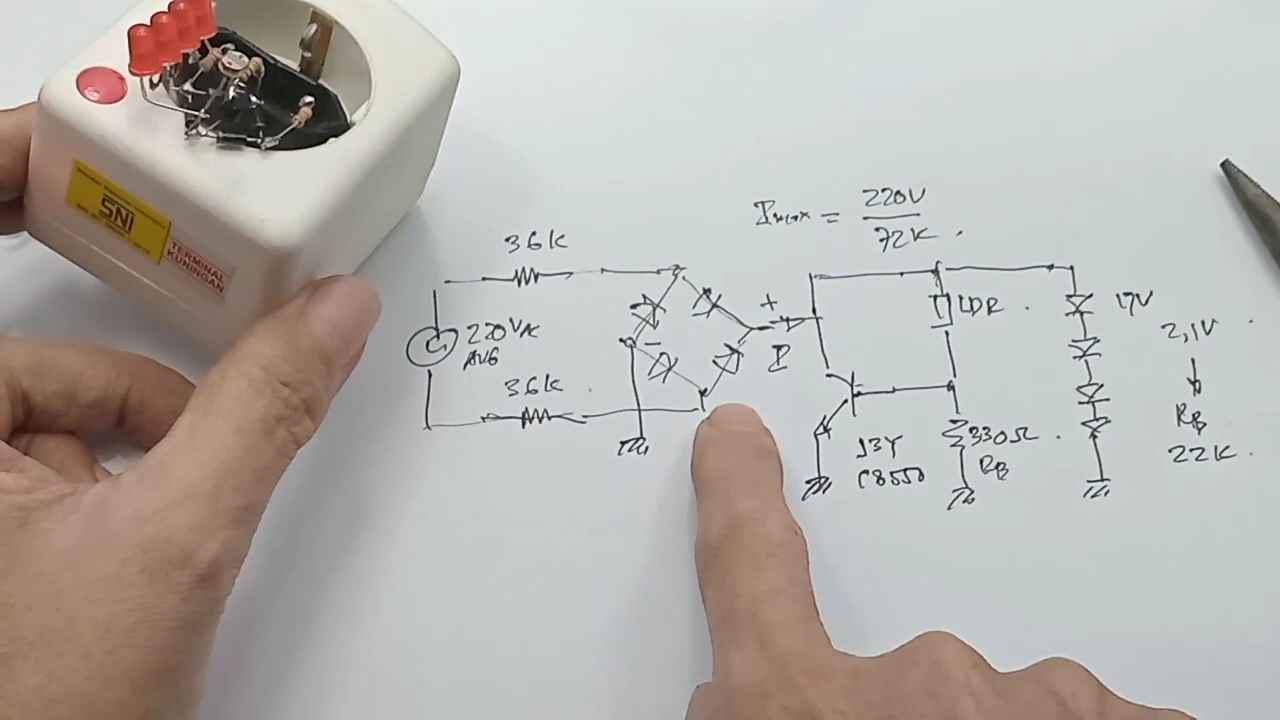 SNI
TERMINAL
KUNINGAN
Imax = 220V
72K.
36K
220VAC
AVG
36K
+
-
I
LDR
17V
2,1V
RB
22K.
J3Y
C8550
330Ω
RB